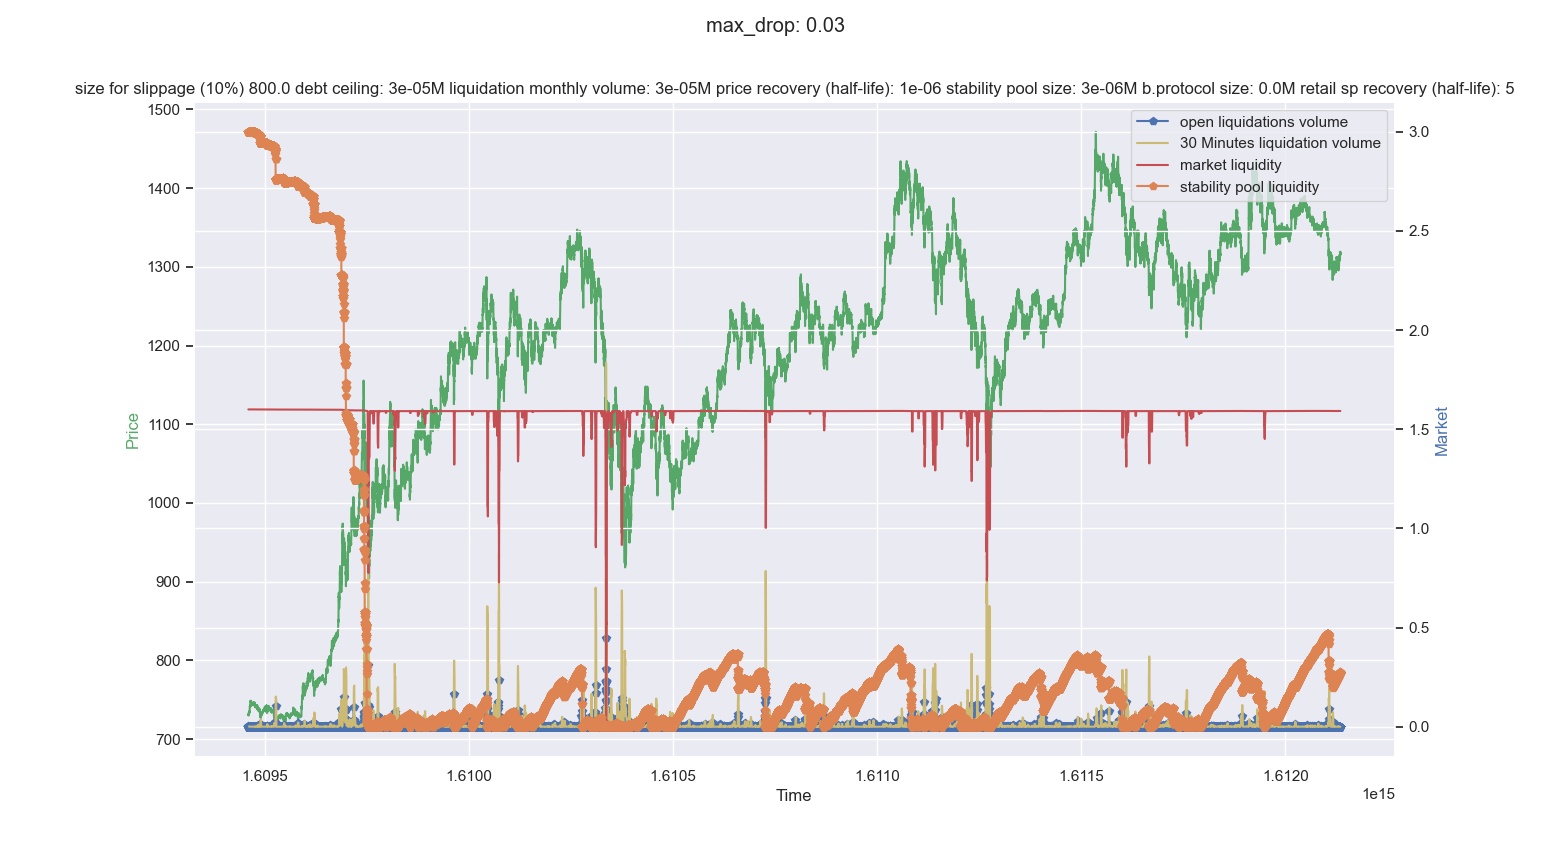 max_drop: 0.03
size for slippage (10%) 800.0 debt ceiling: 3e-05M liquidation monthly volume: 3e-05M price recovery (half-life): 1e-06 stability pool size: 3e-06M b.protocol size: 0.0M retail sp recovery (half-life): 5
open liquidations volume
30 Minutes liquidation volume
market liquidity
stability pool liquidity
1500
1400
1300
1200
1100
1000
900
800
700
Price
3.0
2.5
2.0
1.5
1.0
0.5
0.0
Market
1.6095 1.6100 1.6105 1.6110 1.6115 1.6120
Time
1e15